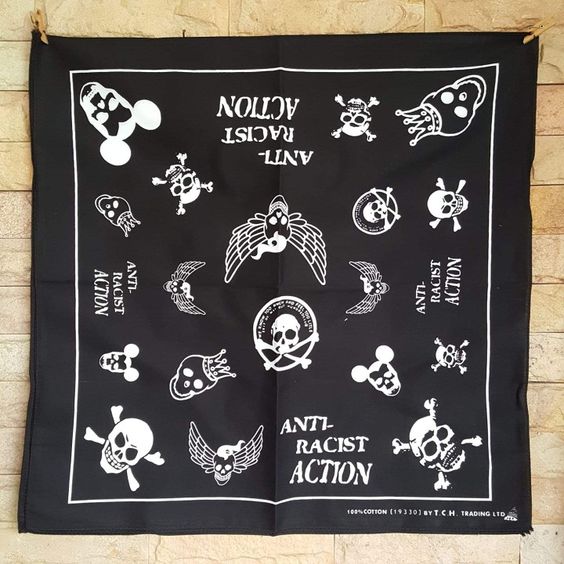 ANTI-
RACIST
ACTION
ANTI-
RACIST
ACTION
ANTI-
RACIST
ACTION
ANTI-
RACIST
ACTION
100% COTTON (19330) BY T.C.H. TRADING LTD